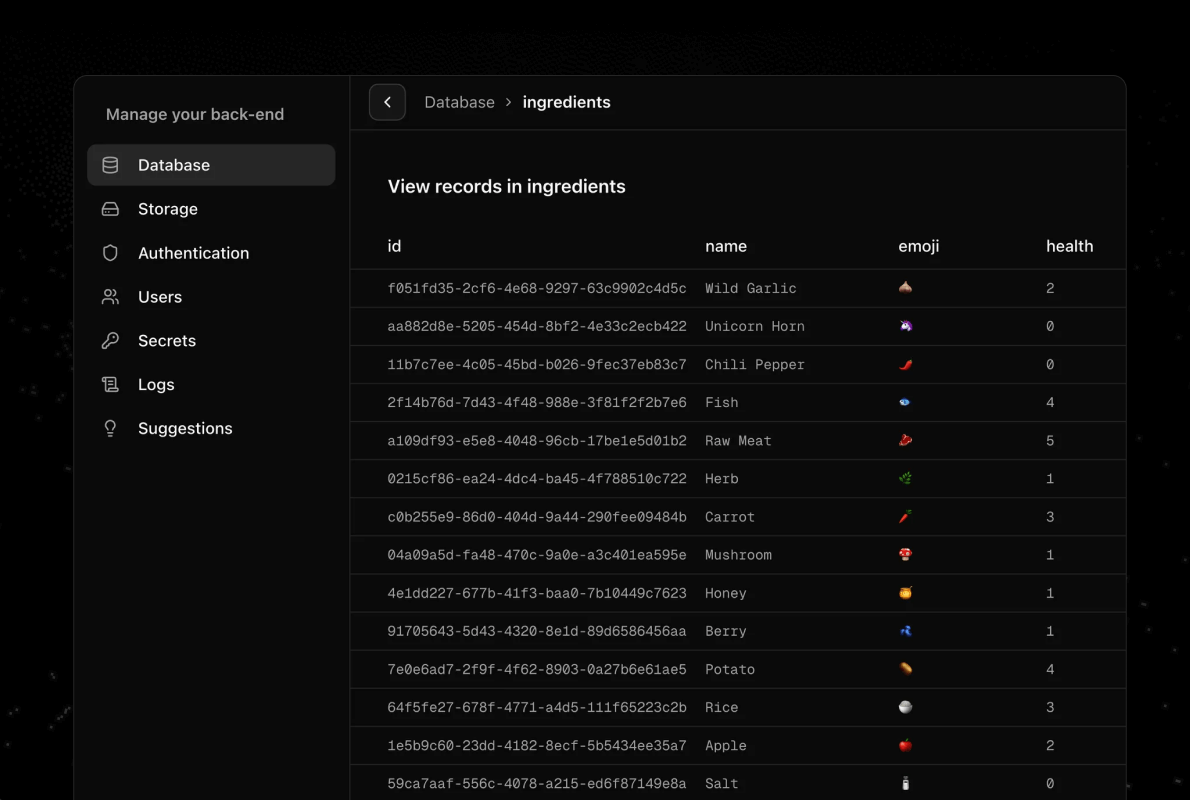 Manage your back-end
Database
Storage
Authentication
Users
Secrets
Logs
Suggestions
Database › ingredients
View records in ingredients
id name emoji health
f051fd35-2cf6-4e68-9297-63c9902c4d5c Wild Garlic 2
aa882d8e-5205-454d-8bf2-4e33c2ecb422 Unicorn Horn 0
11b7c7ee-4c05-45bd-b026-9fec37eb83c7 Chili Pepper 0
2f14b76d-7d43-4f48-988e-3f81f2f2b7e6 Fish 4
a109df93-e5e8-4048-96cb-17be1e5d01b2 Raw Meat 5
0215cf86-ea24-4dc4-ba45-4f788510c722 Herb 1
c0b255e9-86d0-404d-9a44-290fee09484b Carrot 3
04a09a5d-fa48-470c-9a0e-a3c401ea595e Mushroom 1
4e1dd227-677b-41f3-baa0-7b10449c7623 Honey 1
91705643-5d43-4320-8e1d-89d6586456aa Berry 1
7e0e6ad7-2f9f-4f62-8903-0a27b6e61ae5 Potato 4
64f5fe27-678f-4771-a4d5-111f65223c2b Rice 3
1e5b9c60-23dd-4182-8ecf-5b5434ee35a7 Apple 2
59ca7aaf-556c-4078-a215-ed6f87149e8a Salt 0